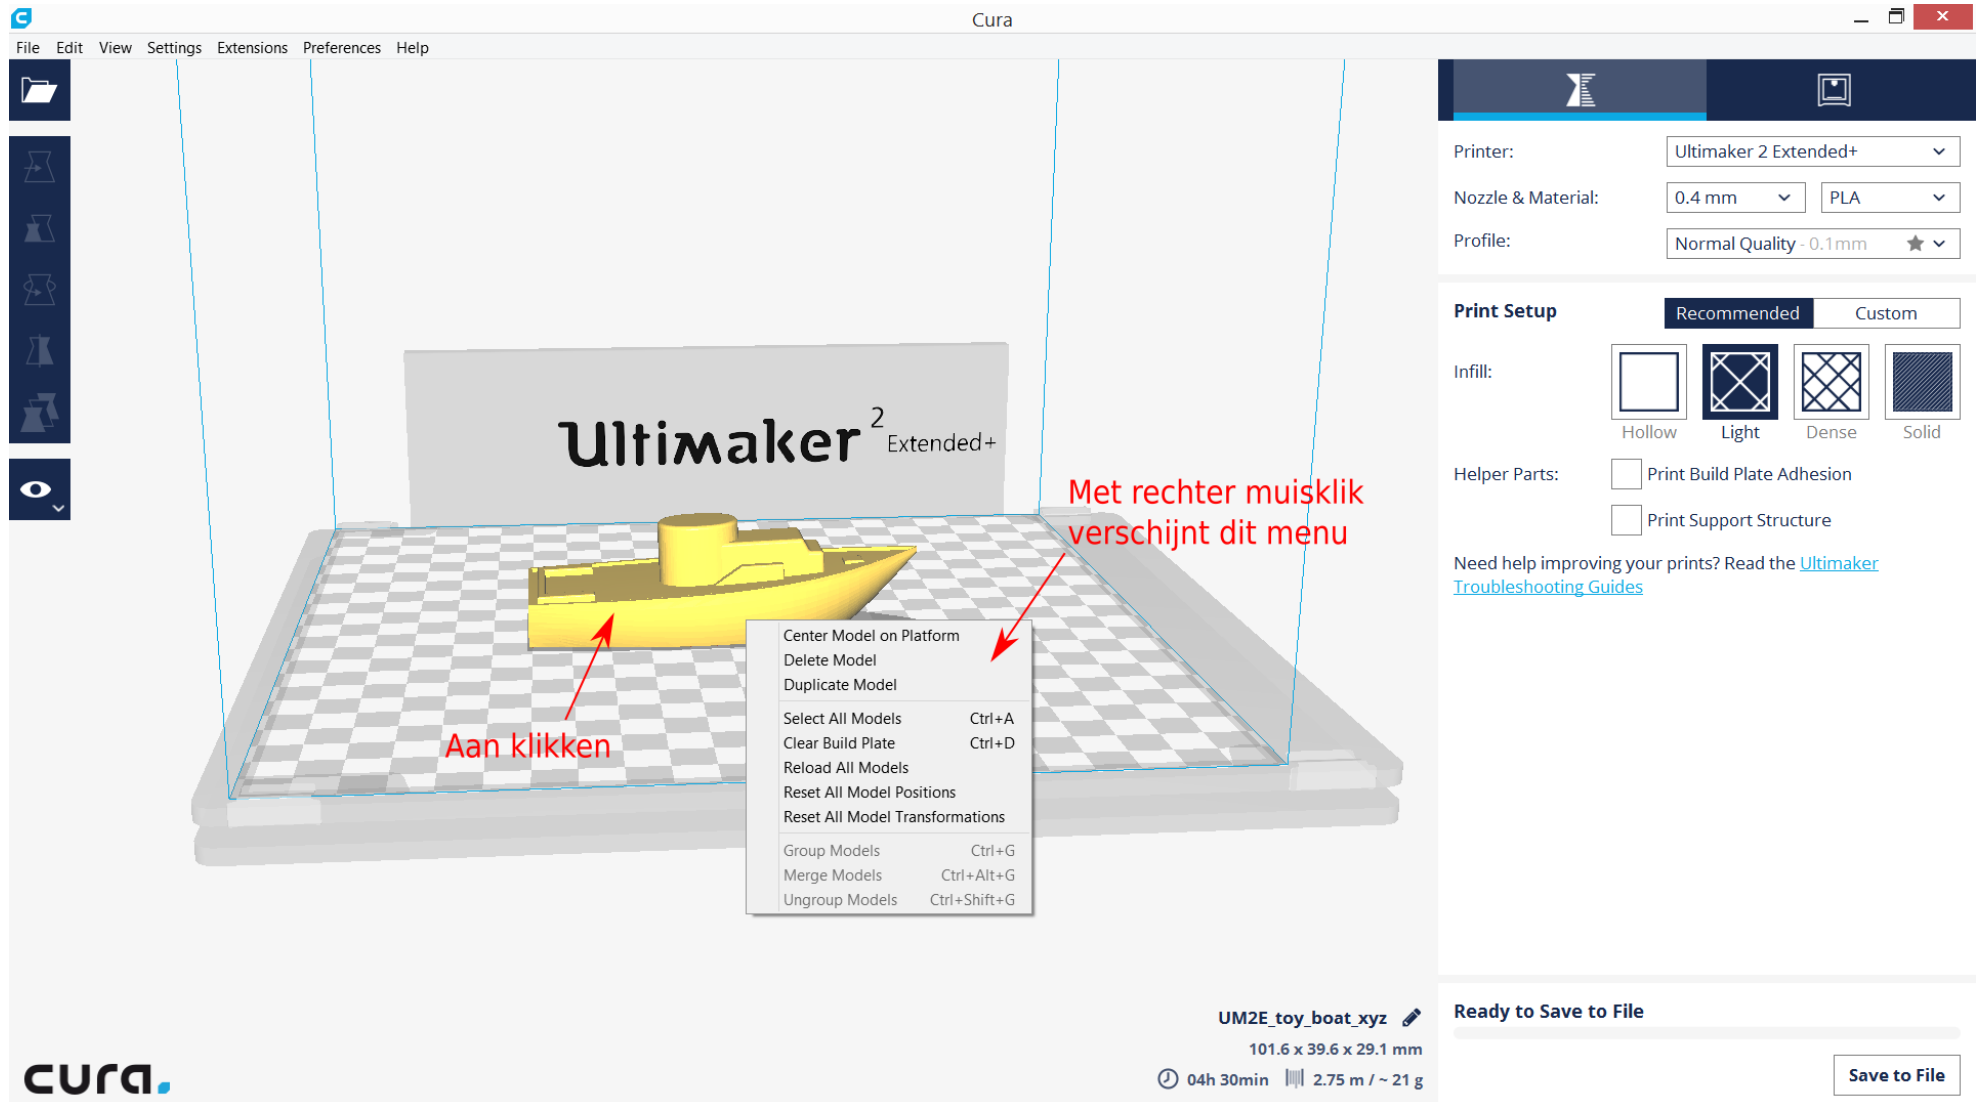 Cura
File Edit View Settings Extensions Preferences Help
Printer:
Ultimaker 2 Extended+
Nozzle & Material:
0.4 mm
PLA
Profile:
Normal Quality - 0.1mm
Print Setup
Recommended
Custom
Infill:
Hollow
Light
Dense
Solid
Helper Parts:
Print Build Plate Adhesion
Print Support Structure
Need help improving your prints? Read the Ultimaker
Troubleshooting Guides
Ultimaker 2 Extended+
Met rechter muisklik
verschijnt dit menu
Aan klikken
Center Model on Platform
Delete Model
Duplicate Model
Select All Models Ctrl+A
Clear Build Plate Ctrl+D
Reload All Models
Reset All Model Positions
Reset All Model Transformations
Group Models Ctrl+G
Merge Models Ctrl+Alt+G
Ungroup Models Ctrl+Shift+G
UM2E_toy_boat_xyz
101.6 x 39.6 x 29.1 mm
04h 30min 2.75 m / ~ 21 g
Ready to Save to File
Save to File
cura.